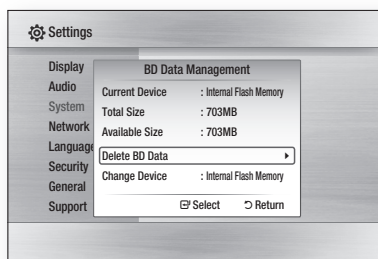 Settings
Display
Audio
System
Network
Language
Security
General
Support
BD Data Management
Current Device : Internal Flash Memory
Total Size : 703MB
Available Size : 703MB
Delete BD Data
Change Device : Internal Flash Memory
Select Return